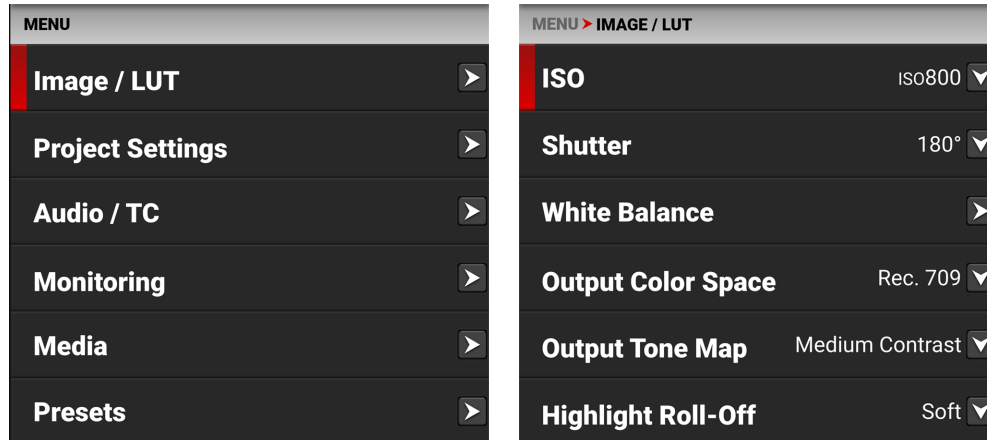 MENU
Image / LUT
Project Settings
Audio / TC
Monitoring
Media
Presets
MENU > IMAGE / LUT
ISO ISO800
Shutter 180°
White Balance
Output Color Space Rec. 709
Output Tone Map Medium Contrast
Highlight Roll-Off Soft